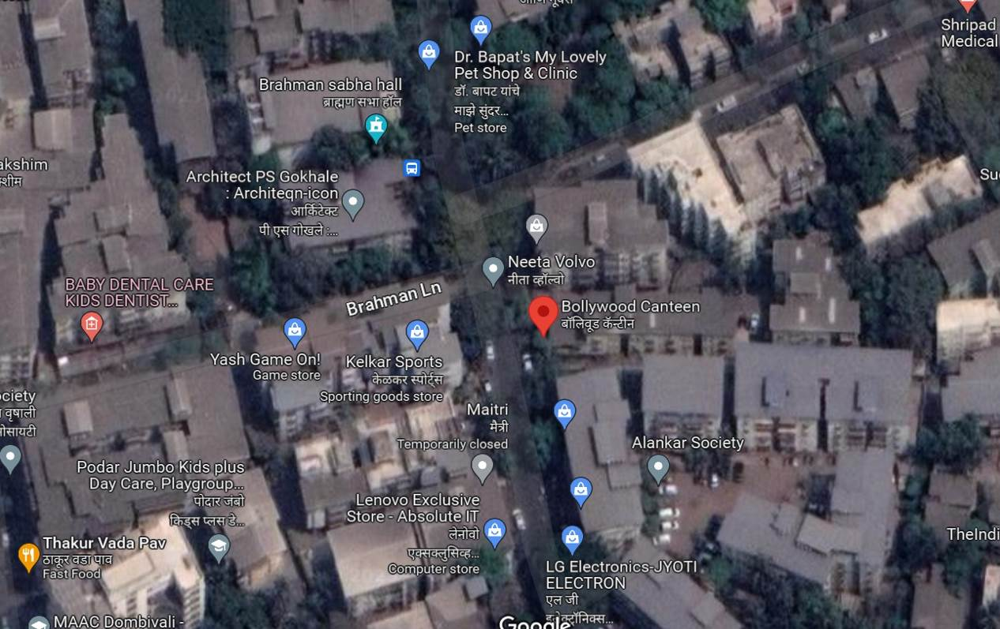 Shripad
Medical
Dr. Bapat's My Lovely
Pet Shop & Clinic
डॉ. बापट यांचे
माझे सुंदर...
Pet store
Brahman sabha hall
ब्राह्मण सभा हॉल
akshim
Architect PS Gokhale
: Architeqn-icon
आर्किटेक्ट
पी एस गोखले :...
Neeta Volvo
नीता व्हॉल्वो
BABY DENTAL CARE
KIDS DENTIST...
Brahman Ln
Bollywood Canteen
बॉलिवूड कॅन्टीन
Yash Game On!
Game store
Kelkar Sports
केळकर स्पोर्ट्स
Sporting goods store
ociety
वृषाली
ोसायटी
Maitri
मैत्री
Temporarily closed
Alankar Society
Podar Jumbo Kids plus
Day Care, Playgroup...
पोदार जंबो
किड्स प्लस डे...
Lenovo Exclusive
Store - Absolute IT
लेनोवो
एक्सक्लुसिव्ह...
Computer store
Thakur Vada Pav
ठाकूर वडा पाव
Fast Food
TheIndi
LG Electronics-JYOTI
ELECTRON
एल जी
इलेक्ट्रॉनिक्स...
MAAC Dombivali -
Google